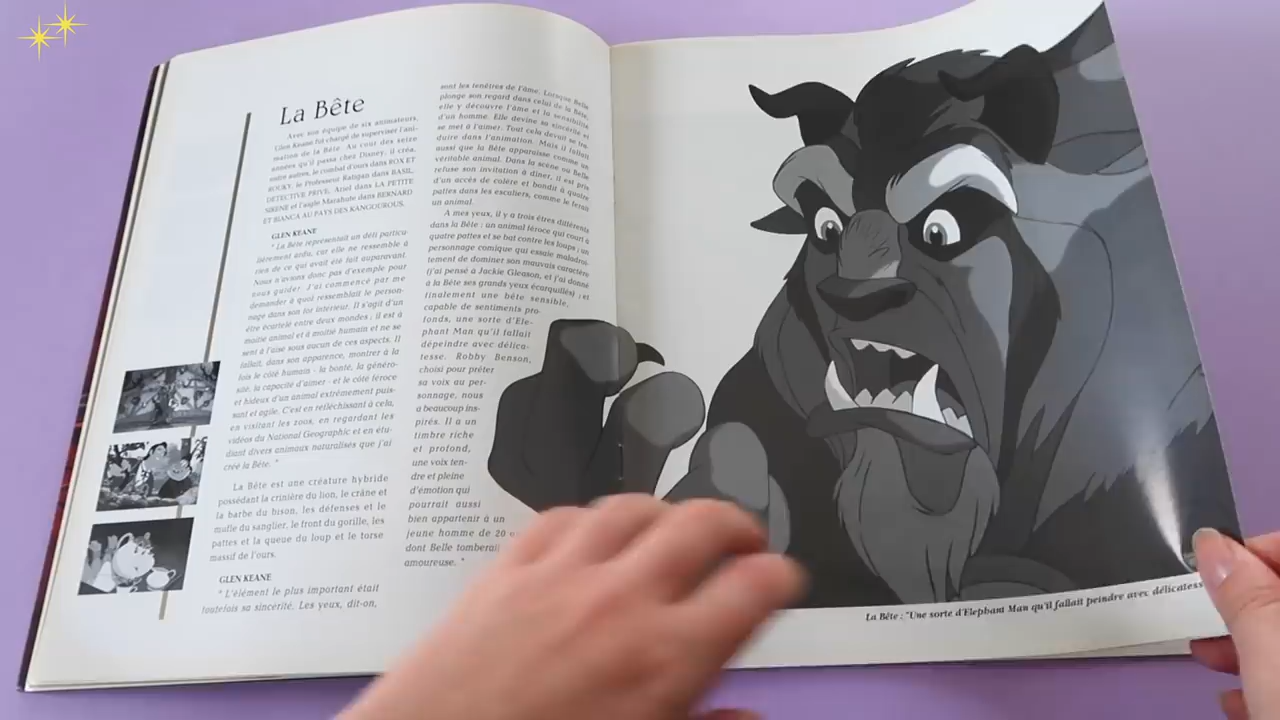 La Bête
Avec son équipe de six animateurs,
Glen Keane fut chargé de superviser l'ani-
mation de la Bête. Au cours des seize
années qu'il passa chez Disney, il créa,
entre autres, le combat d'ours dans ROX ET
ROUKY, le Professeur Ratigan dans BASIL,
DETECTIVE PRIVE, Ariel dans LA PETITE
SIRENE et l'aigle Marahute dans BERNARD
ET BIANCA AU PAYS DES KANGOUROUS.
GLEN KEANE
" La Bête représentait un défi particu-
lièrement ardu, car elle ne ressemble à
rien de ce qui avait été fait auparavant.
Nous n'avions donc pas d'exemple pour
nous guider. J'ai commencé par me
demander à quoi ressemblait le person-
nage dans son for intérieur. Il s'agit d'un
être écartelé entre deux mondes ; il est à
moitié animal et à moitié humain et ne se
sent à l'aise sous aucun de ces aspects. Il
fallait, dans son apparence, montrer à la
fois le côté humain - la bonté, la généro-
sité, la capacité d'aimer - et le côté féroce
et hideux d'un animal extrêmement puis-
sant et agile. C'est en réfléchissant à cela,
en visitant les zoos, en regardant les
vidéos du National Geographic et en étu-
diant divers animaux naturalisés que j'ai
créé la Bête. "
La Bête est une créature hybride
possédant la crinière du lion, le crâne et
la barbe du bison, les défenses et le
mufle du sanglier, le front du gorille, les
pattes et la queue du loup et le torse
massif de l'ours.
GLEN KEANE
" L'élément le plus important était
toutefois sa sincérité. Les yeux, dit-on,
sont les fenêtres de l'âme. Lorsque Belle
plonge son regard dans celui de la Bête,
elle y découvre l'âme et la sensibilité
d'un homme. Elle devine sa sincérité et
se met à l'aimer. Tout cela devait se tra-
duire dans l'animation. Mais il fallait
aussi que la Bête apparaisse comme un
véritable animal. Dans la scène où Belle
refuse son invitation à dîner, il est pris
d'un accès de colère et bondit à quatre
pattes dans les escaliers, comme le ferait
un animal.
A mes yeux, il y a trois êtres différents
dans la Bête : un animal féroce qui court à
quatre pattes et se bat contre les loups ; un
personnage comique qui essaie maladroi-
tement de dominer son mauvais caractère
(j'ai pensé à Jackie Gleason, et j'ai donné
à la Bête ses grands yeux écarquillés) ; et
finalement une bête sensible,
capable de sentiments pro-
fonds, une sorte d'Ele-
phant Man qu'il fallait
dépeindre avec délica-
tesse. Robby Benson,
choisi pour prêter
sa voix au per-
sonnage, nous
a beaucoup ins-
pirés. Il a un
timbre riche
et profond,
une voix ten-
dre et pleine
d'émotion qui
pourrait aussi
bien appartenir à un
jeune homme de 20
dont Belle tomberait
amoureuse. "
La Bête : "Une sorte d'Elephant Man qu'il fallait peindre avec délicatess